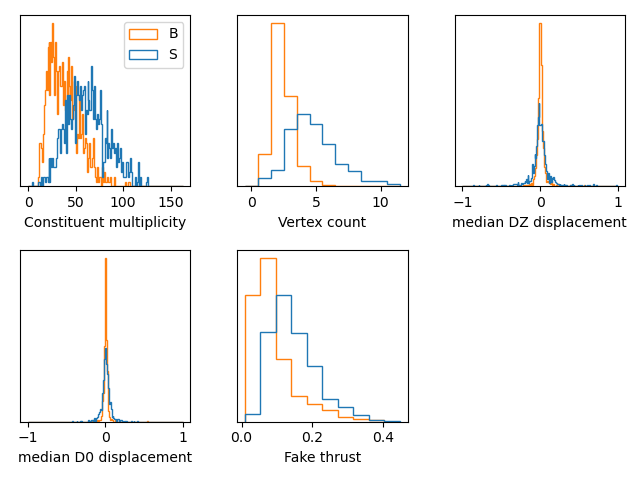 B
S
0 50 100 150
Constituent multiplicity
0 5 10
Vertex count
−1 0 1
median DZ displacement
−1 0 1
median D0 displacement
0.0 0.2 0.4
Fake thrust